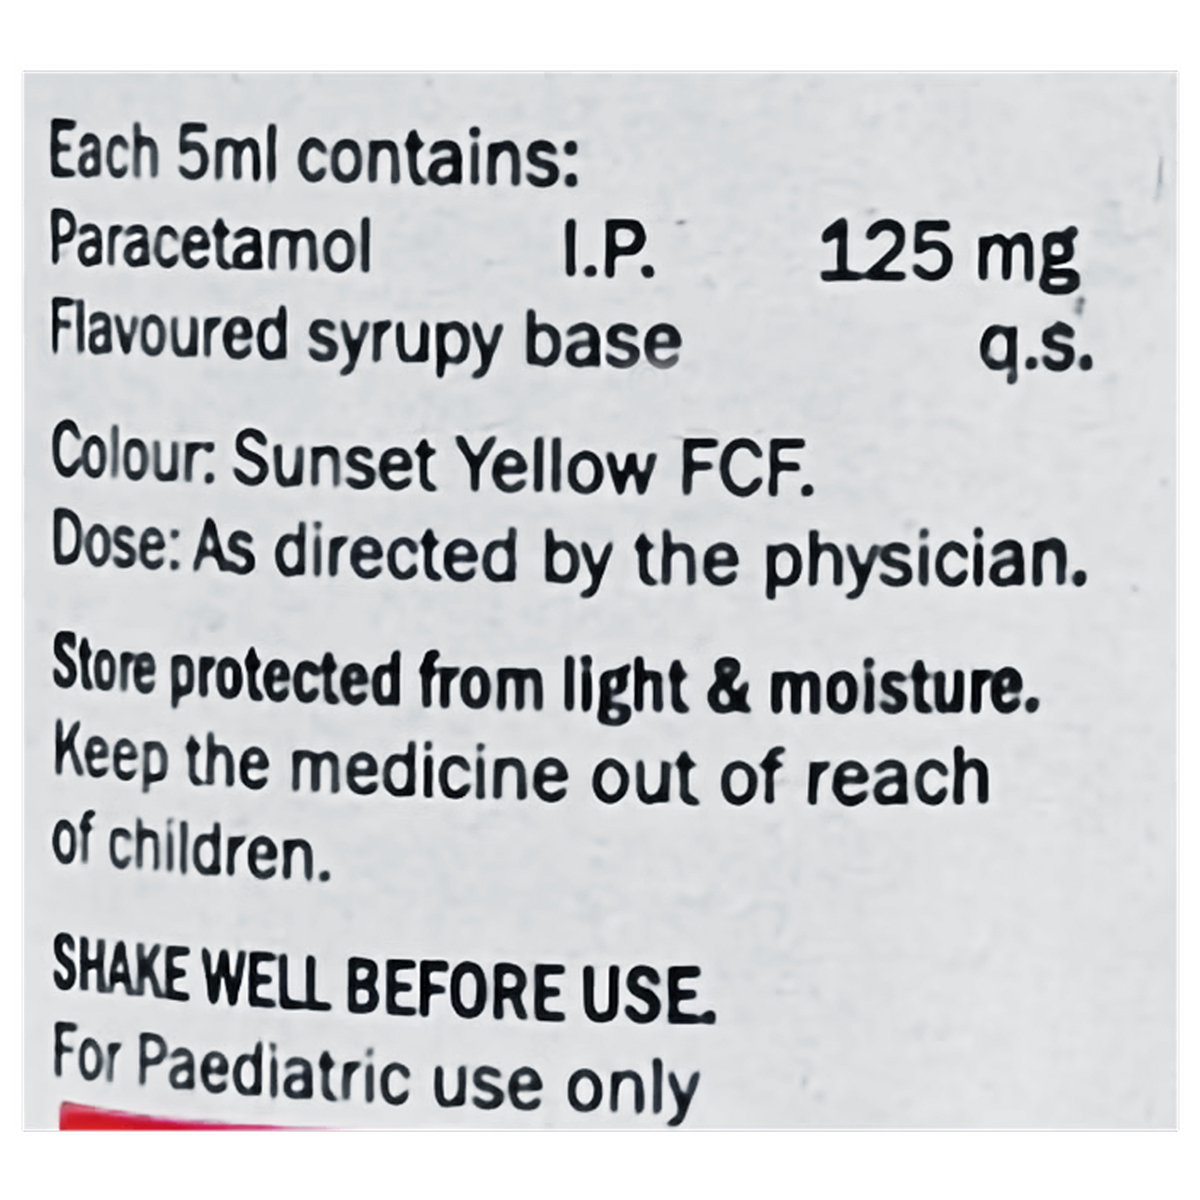 Each 5ml contains:
Paracetamol I.P. 125 mg
Flavoured syrupy base q.s.
Colour: Sunset Yellow FCF.
Dose: As directed by the physician.
Store protected from light & moisture.
Keep the medicine out of reach
of children.
SHAKE WELL BEFORE USE.
For Paediatric use only